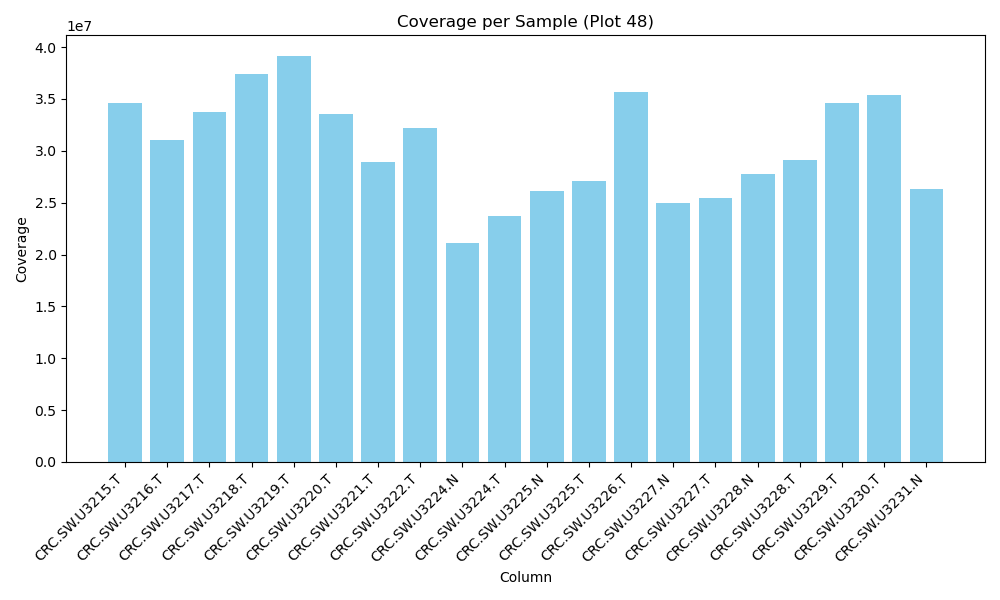 Coverage per Sample (Plot 48)
1e7
4.0
3.5
3.0
2.5
2.0
1.5
1.0
0.5
0.0
Coverage
CRC.SW.U3215.T
CRC.SW.U3216.T
CRC.SW.U3217.T
CRC.SW.U3218.T
CRC.SW.U3219.T
CRC.SW.U3220.T
CRC.SW.U3221.T
CRC.SW.U3222.T
CRC.SW.U3224.N
CRC.SW.U3224.T
CRC.SW.U3225.N
CRC.SW.U3225.T
CRC.SW.U3226.T
CRC.SW.U3227.N
CRC.SW.U3227.T
CRC.SW.U3228.N
CRC.SW.U3228.T
CRC.SW.U3229.T
CRC.SW.U3230.T
CRC.SW.U3231.N
Column